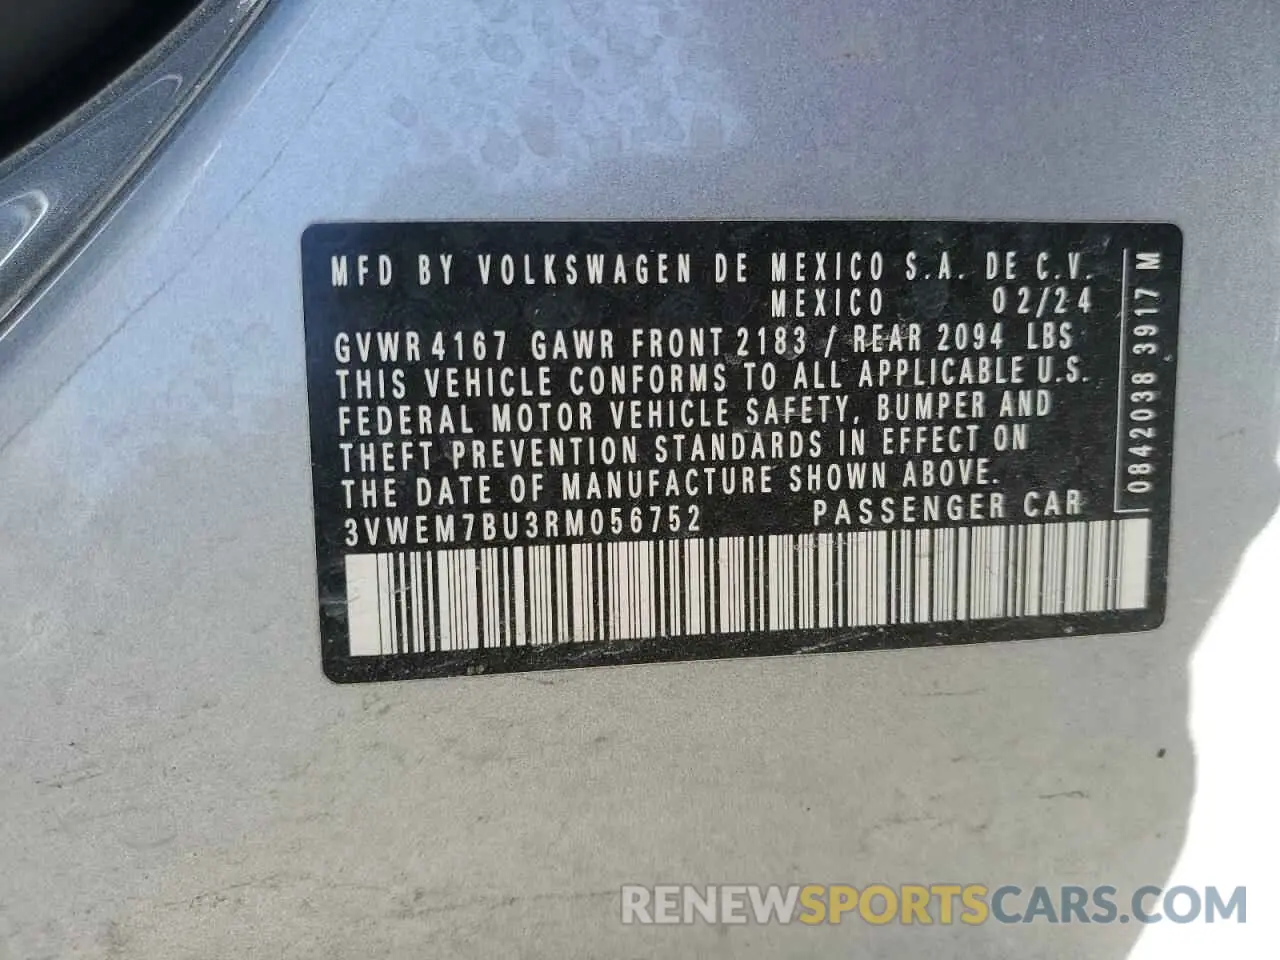 MFD BY VOLKSWAGEN DE MEXICO S.A. DE C.V.
MEXICO 02/24
GVWR 4167 GAWR FRONT 2183 / REAR 2094 LBS
THIS VEHICLE CONFORMS TO ALL APPLICABLE U.S.
FEDERAL MOTOR VEHICLE SAFETY, BUMPER AND
THEFT PREVENTION STANDARDS IN EFFECT ON
THE DATE OF MANUFACTURE SHOWN ABOVE.
3VWEM7BU3RM056752 PASSENGER CAR
0842038 3917 M
RENEWSPORTSCARS.COM